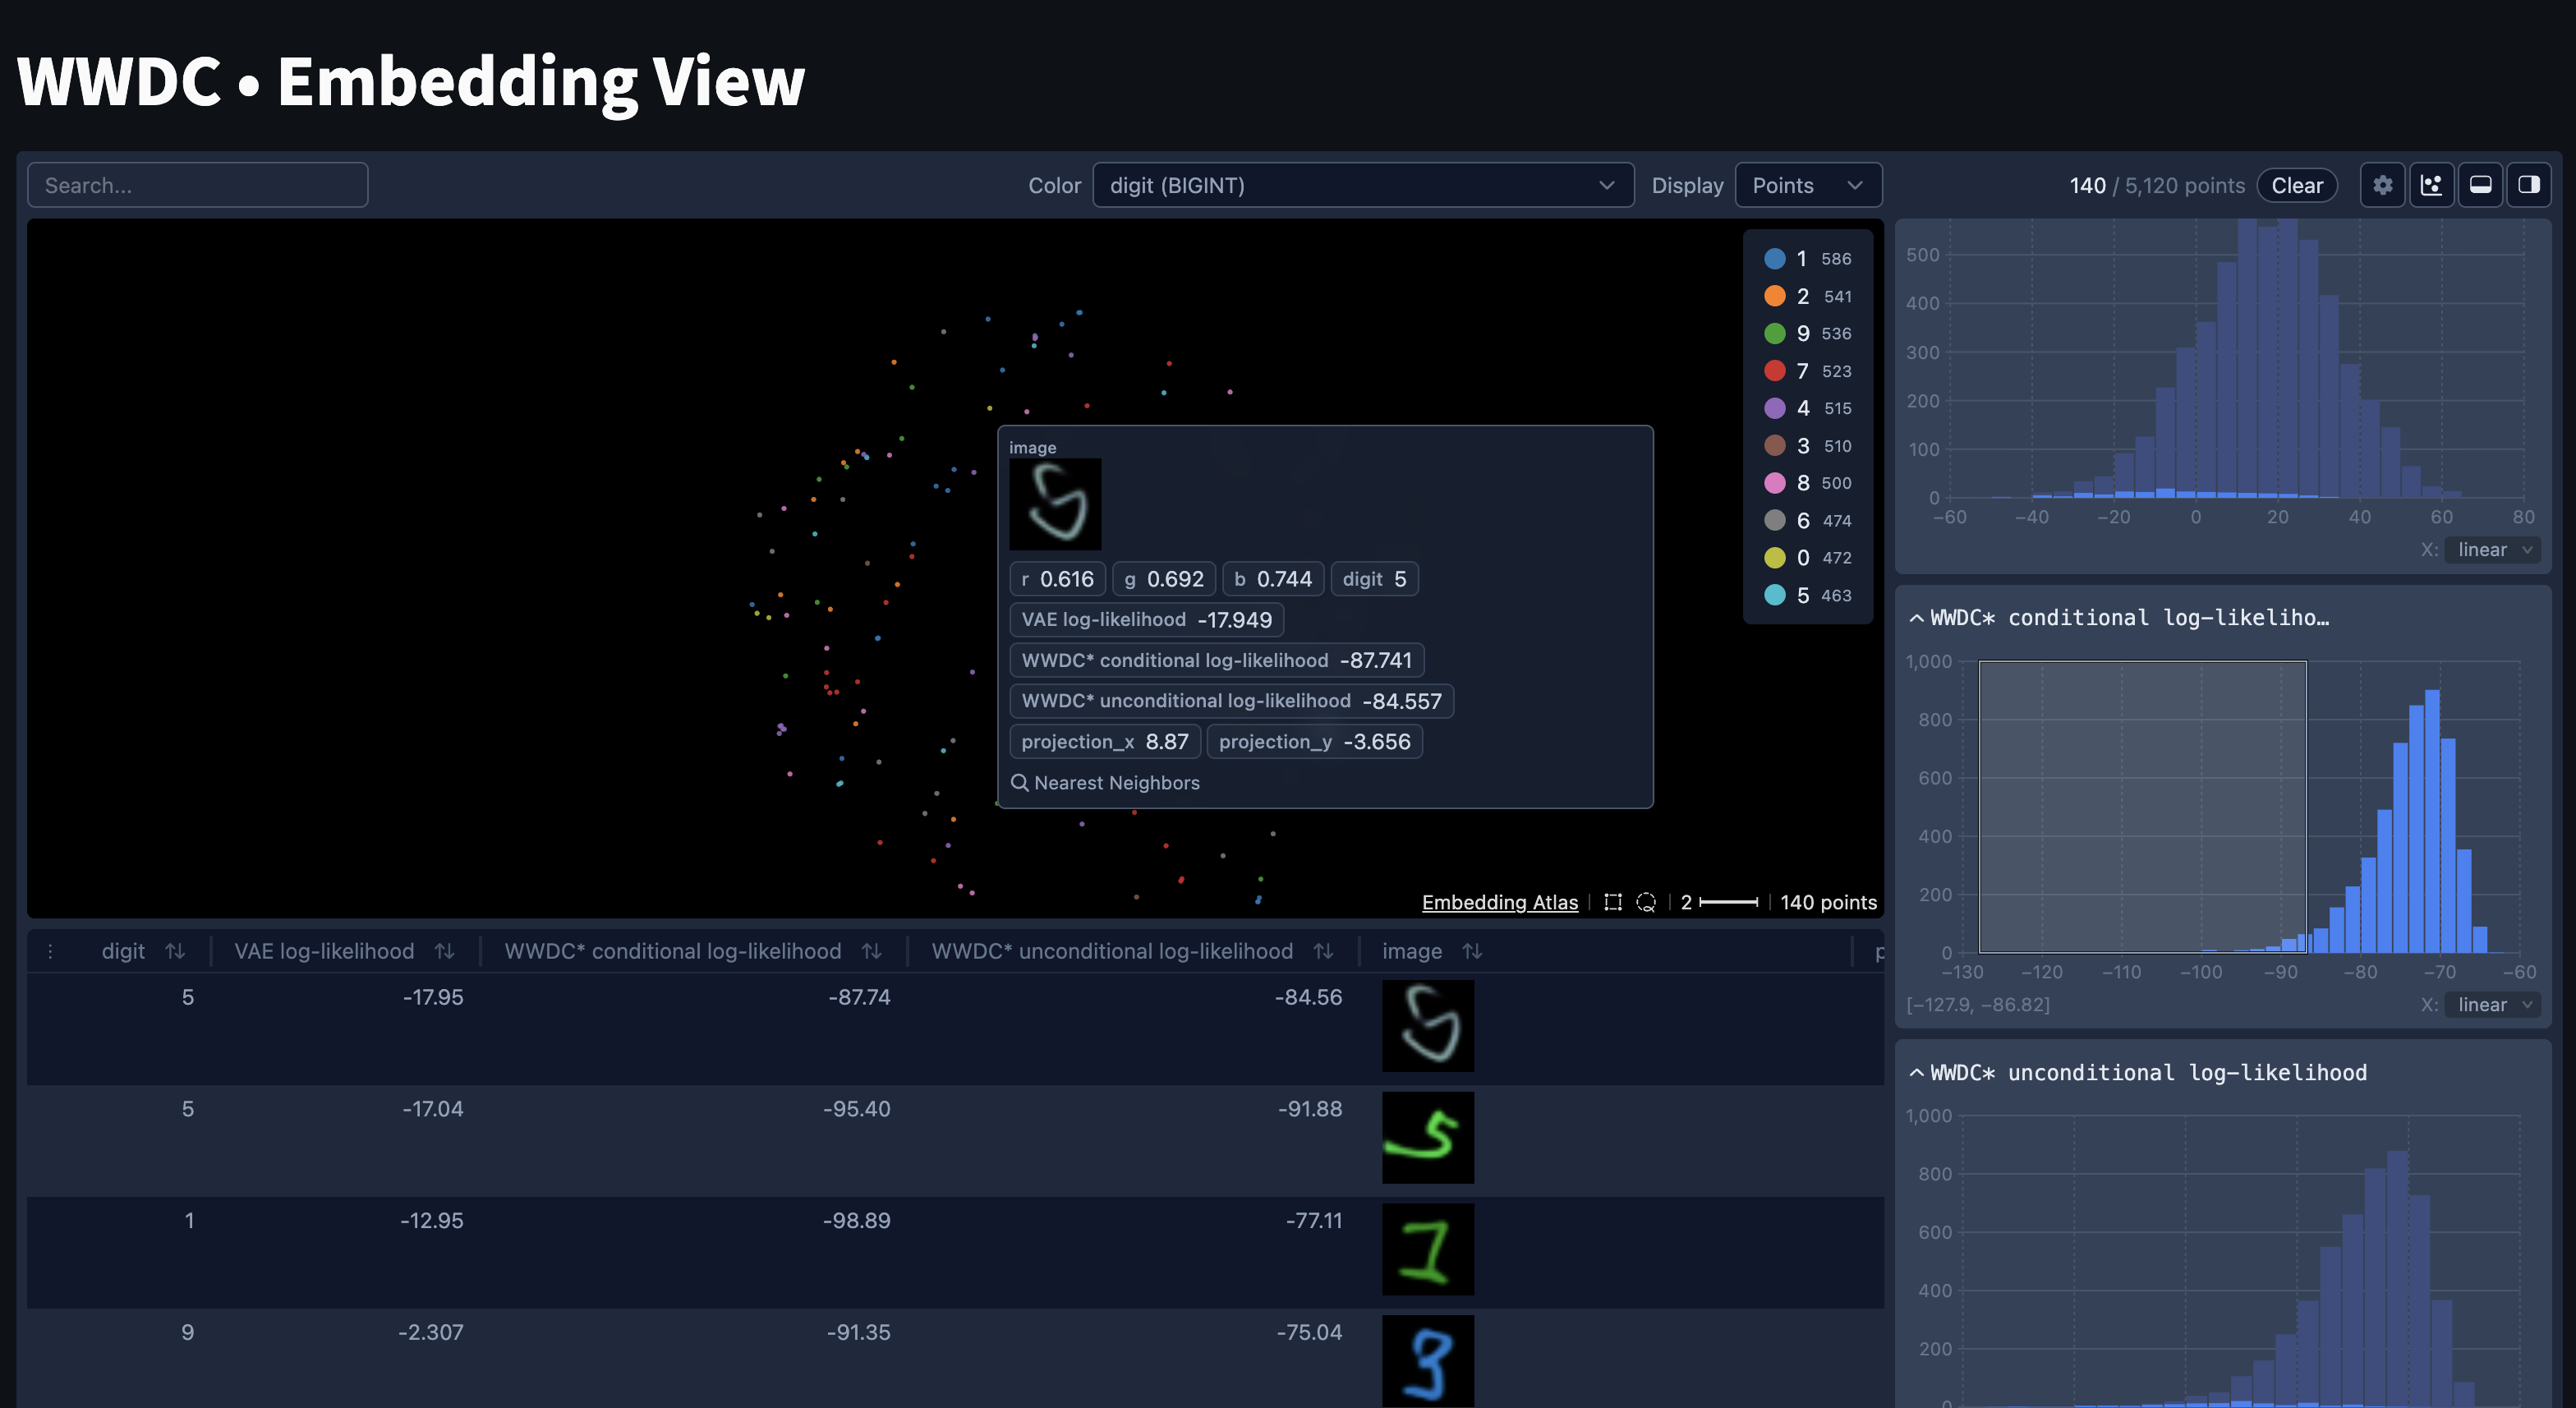 WWDC • Embedding View
Search...
Color digit (BIGINT) Display Points
140 / 5,120 points Clear
1 586
2 541
9 536
7 523
4 515
3 510
8 500
6 474
0 472
5 463
image
r 0.616 g 0.692 b 0.744 digit 5
VAE log-likelihood -17.949
WWDC* conditional log-likelihood -87.741
WWDC* unconditional log-likelihood -84.557
projection_x 8.87 projection_y -3.656
Nearest Neighbors
Embedding Atlas 2 140 points
digit VAE log-likelihood WWDC* conditional log-likelihood WWDC* unconditional log-likelihood image p
5 -17.95 -87.74 -84.56
5 -17.04 -95.40 -91.88
1 -12.95 -98.89 -77.11
9 -2.307 -91.35 -75.04
500
400
300
200
100
0
−60 −40 −20 0 20 40 60 80
X: linear
WWDC* conditional log-likeliho…
1,000
800
600
400
200
0
−130 −120 −110 −100 −90 −80 −70 −60
[−127.9, −86.82] X: linear
WWDC* unconditional log-likelihood
1,000
800
600
400
200
0